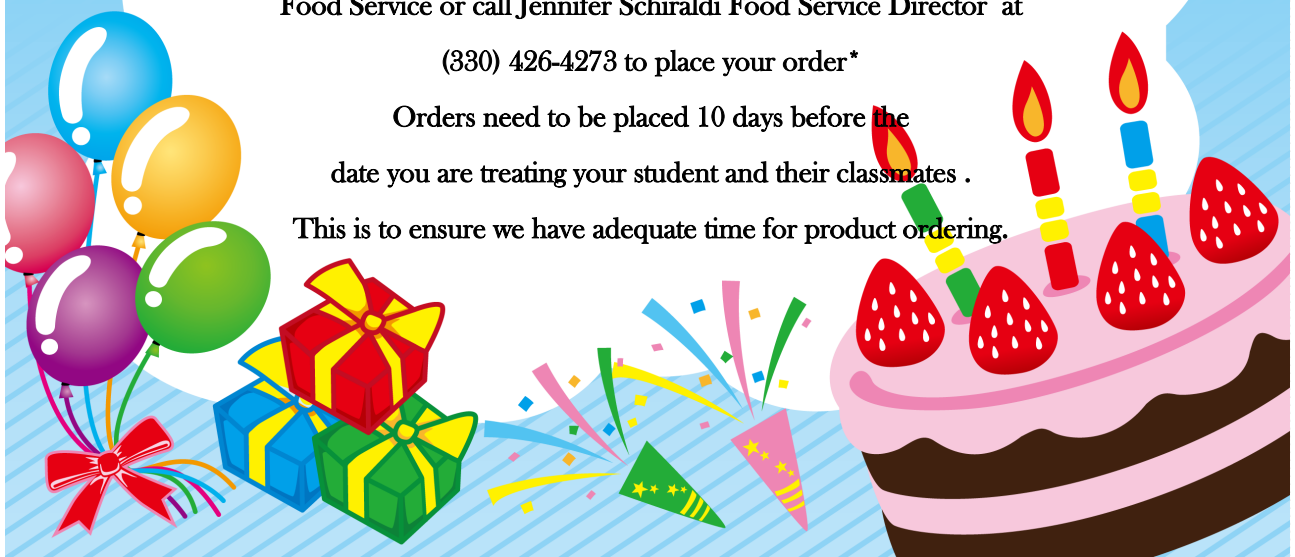 Food Service or call Jennifer Schiraldi Food Service Director  at
(330) 426-4273 to place your order*
Orders need to be placed 10 days before the
date you are treating your student and their classmates .
This is to ensure we have adequate time for product ordering.